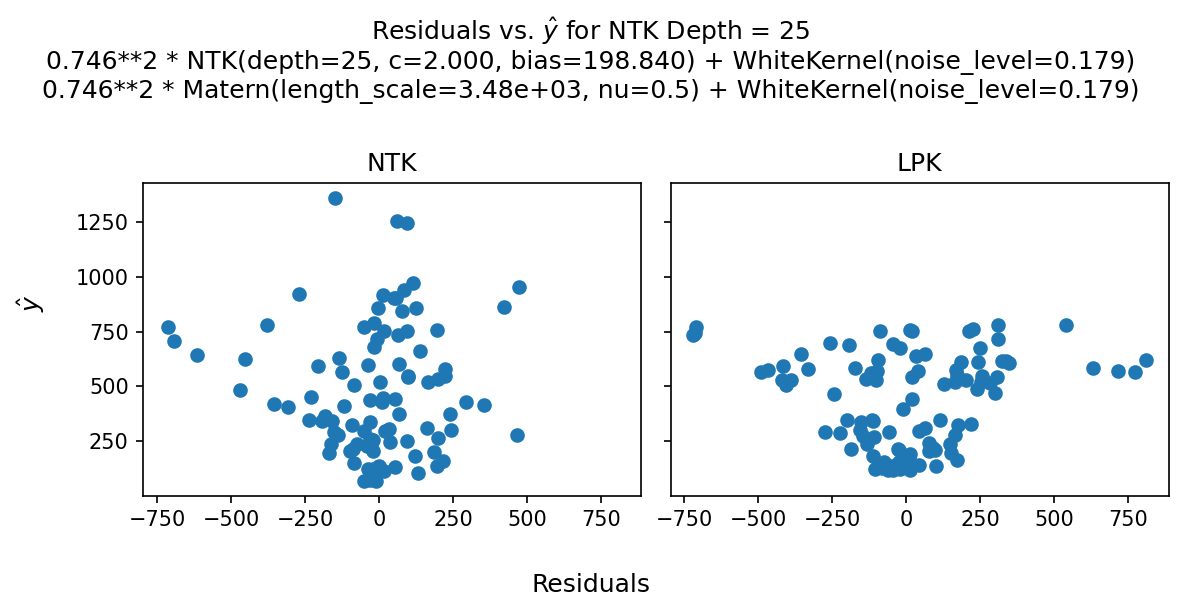 Residuals vs. ŷ for NTK Depth = 25
0.746**2 * NTK(depth=25, c=2.000, bias=198.840) + WhiteKernel(noise_level=0.179)
0.746**2 * Matern(length_scale=3.48e+03, nu=0.5) + WhiteKernel(noise_level=0.179)
NTK
LPK
1250
1000
750
500
250
ŷ
−750 −500 −250 0 250 500 750
−750 −500 −250 0 250 500 750
Residuals